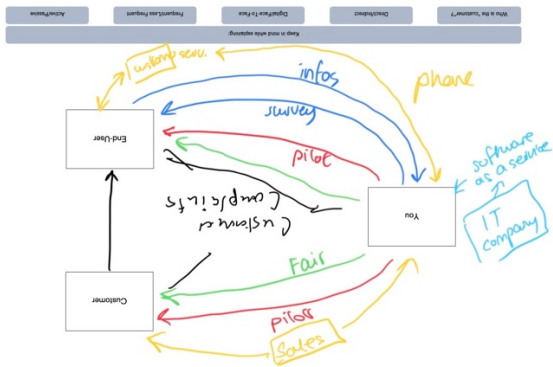 Who is the "customer"?
Direct/Indirect
Digital/Face To Face
Frequent/Less Frequent
Active/Passive
Keep in mind while explaining:
customer serv.
phone
infos
survey
End-User
pilot
software
as a service
You
IT
company
Customer
Complaints
Fair
Customer
pilots
Sales